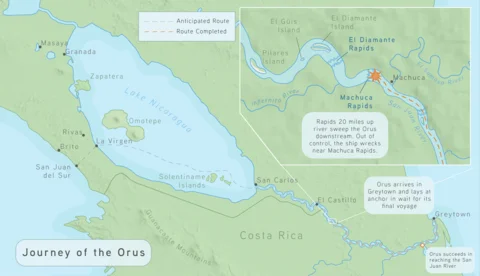 Anticipated Route
Route Completed
Masaya
Granada
Zapatera
Lake Nicaragua
Ometepe
Rivas
La Virgen
Brito
San Juan
del Sur
Solentiname
Islands
San Carlos
El Castillo
Costa Rica
Greytown
El Güis
Island
El Diamante
Island
El Diamante
Rapids
Pilares
Island
Machuca
Machuca
Rapids
San Juan River
Rapids 20 miles up
river sweep the Orus
downstream. Out of
control, the ship wrecks
near Machuca Rapids.
Orus arrives in
Greytown and lays at
anchor in wait for its
final voyage
Orus succeeds in
reaching the San
Juan River
Journey of the Orus